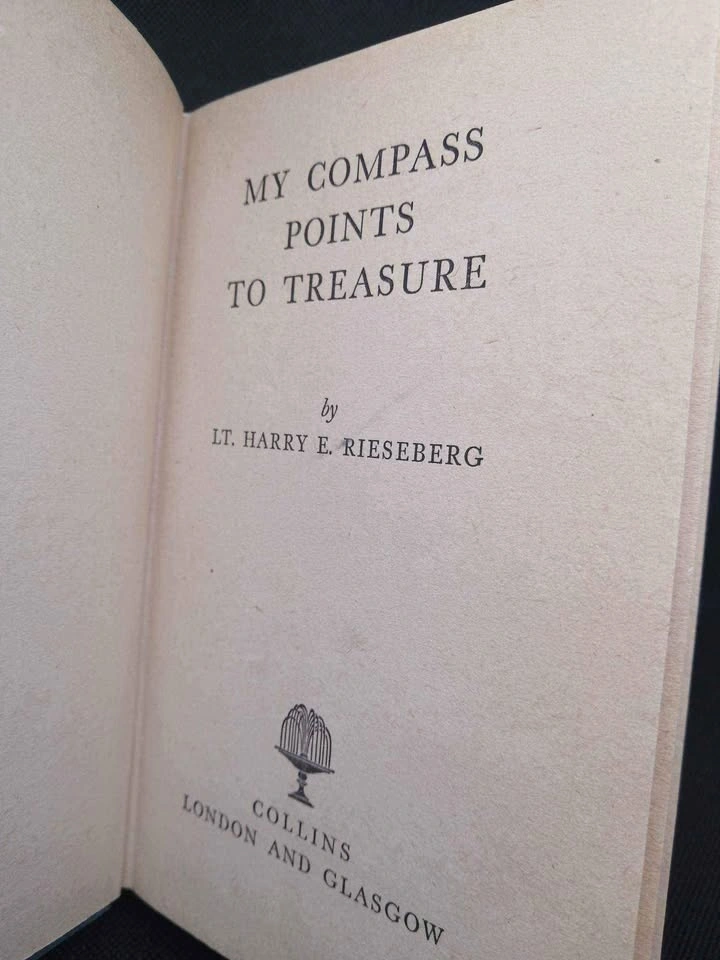 MY COMPASS
POINTS
TO TREASURE
by
LT. HARRY E. RIESEBERG
COLLINS
LONDON AND GLASGOW